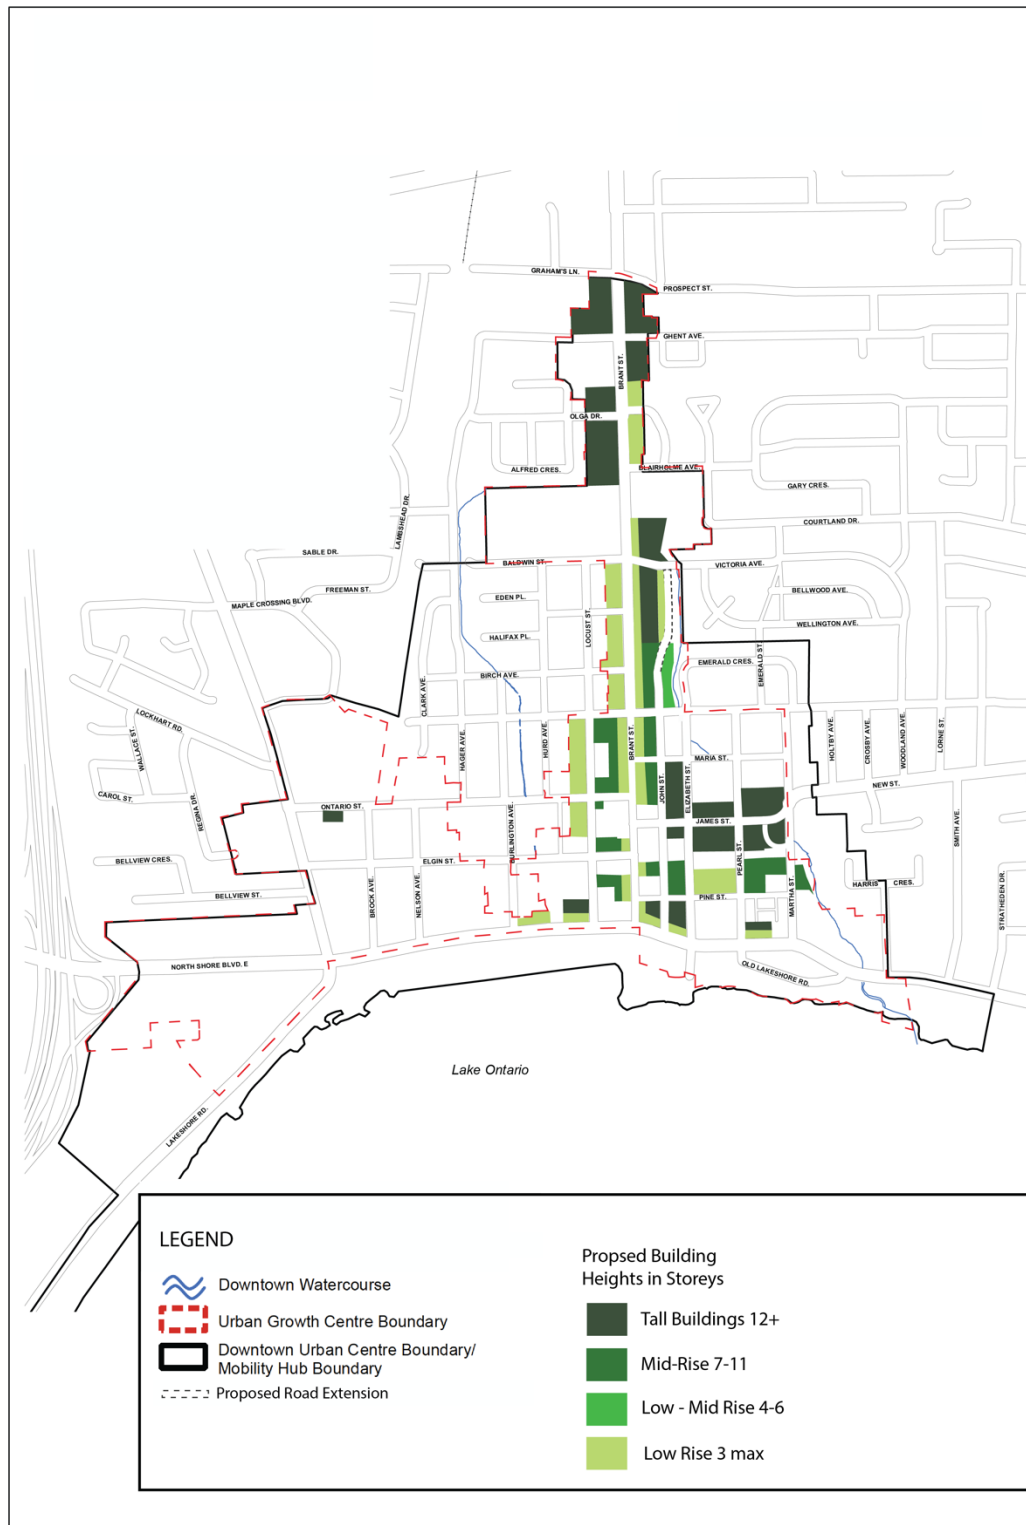 GRAHAM'S LN.
PROSPECT ST.
GHENT AVE.
BRANT ST.
OLGA DR.
ALFRED CRES.
BLAIRHOLME AVE.
GARY CRES.
LAMBSHEAD DR.
COURTLAND DR.
SABLE DR.
BALDWIN ST.
VICTORIA AVE.
FREEMAN ST.
BELLWOOD AVE.
MAPLE CROSSING BLVD.
EDEN PL.
LOCUST ST.
WELLINGTON AVE.
HALIFAX PL.
EMERALD CRES.
EMERALD ST.
BIRCH AVE.
CLARK AVE.
LOCKHART RD.
WALLACE ST.
HAGER AVE.
HURD AVE.
BRANT ST.
MARIA ST.
HOLTBY AVE.
CROSBY AVE.
WOODLAND AVE.
LORNE ST.
JOHN ST.
ELIZABETH ST.
NEW ST.
CAROL ST.
REGINA DR.
ONTARIO ST.
JAMES ST.
BURLINGTON AVE.
PEARL ST.
SMITH AVE.
BELLVIEW CRES.
ELGIN ST.
HARRIS CRES.
BELLVIEW ST.
BROCK AVE.
NELSON AVE.
PINE ST.
MARTHA ST.
STRATHEDEN DR.
NORTH SHORE BLVD. E
OLD LAKESHORE RD.
Lake Ontario
LAKESHORE RD.
LEGEND
Downtown Watercourse
Urban Growth Centre Boundary
Downtown Urban Centre Boundary/
Mobility Hub Boundary
Proposed Road Extension
Propsed Building
Heights in Storeys
Tall Buildings 12+
Mid-Rise 7-11
Low - Mid Rise 4-6
Low Rise 3 max